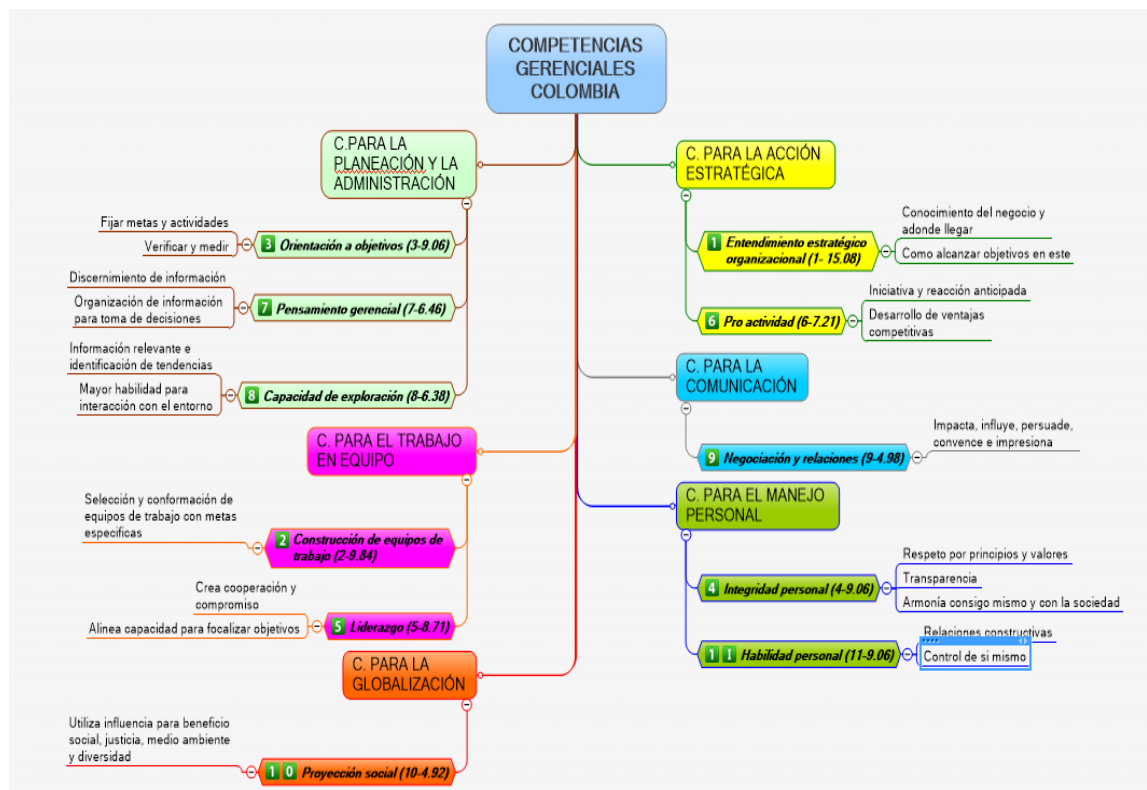 COMPETENCIAS
GERENCIALES
COLOMBIA
C.PARA LA
PLANEACIÓN Y LA
ADMINISTRACIÓN
3 Orientación a objetivos (3-9.06)
Fijar metas y actividades
Verificar y medir
7 Pensamiento gerencial (7-6.46)
Discernimiento de información
Organización de información
para toma de decisiones
8 Capacidad de exploración (8-6.38)
Información relevante e
identificación de tendencias
Mayor habilidad para
interacción con el entorno
C. PARA EL TRABAJO
EN EQUIPO
2 Construcción de equipos de
trabajo (2-9.84)
Selección y conformación de
equipos de trabajo con metas
especificas
5 Liderazgo (5-8.71)
Crea cooperación y
compromiso
Alinea capacidad para focalizar objetivos
C. PARA LA
GLOBALIZACIÓN
1 0 Proyección social (10-4.92)
Utiliza influencia para beneficio
social, justicia, medio ambiente
y diversidad
C. PARA LA ACCIÓN
ESTRATÉGICA
1 Entendimiento estratégico
organizacional (1- 15.08)
Conocimiento del negocio y
adonde llegar
Como alcanzar objetivos en este
6 Pro actividad (6-7.21)
Iniciativa y reacción anticipada
Desarrollo de ventajas
competitivas
C. PARA LA
COMUNICACIÓN
9 Negociación y relaciones (9-4.98)
Impacta, influye, persuade,
convence e impresiona
C. PARA EL MANEJO
PERSONAL
4 Integridad personal (4-9.06)
Respeto por principios y valores
Transparencia
Armonía consigo mismo y con la sociedad
1 I Habilidad personal (11-9.06)
Relaciones constructivas
Control de si mismo